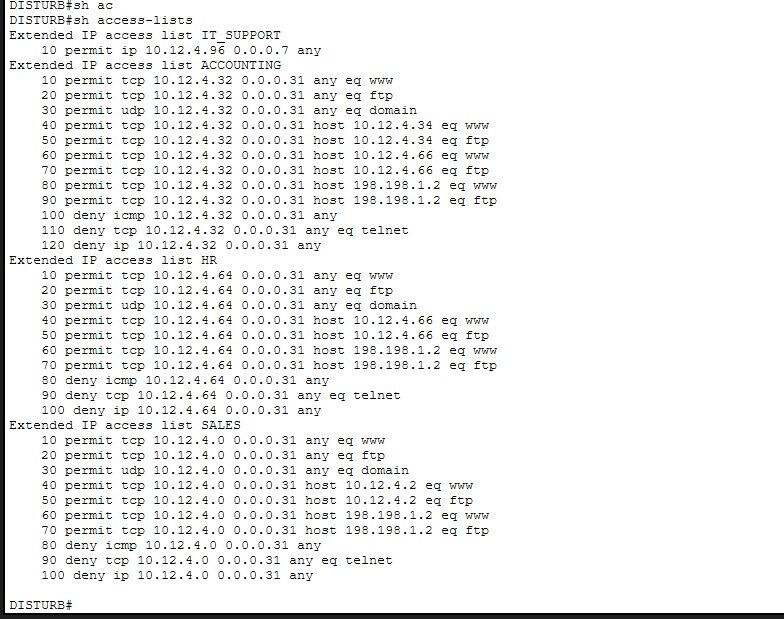 DISTURB#sh ac
DISTURB#sh access-lists
Extended IP access list IT_SUPPORT
10 permit ip 10.12.4.96 0.0.0.7 any
Extended IP access list ACCOUNTING
10 permit tcp 10.12.4.32 0.0.0.31 any eq www
20 permit tcp 10.12.4.32 0.0.0.31 any eq ftp
30 permit udp 10.12.4.32 0.0.0.31 any eq domain
40 permit tcp 10.12.4.32 0.0.0.31 host 10.12.4.34 eq www
50 permit tcp 10.12.4.32 0.0.0.31 host 10.12.4.34 eq ftp
60 permit tcp 10.12.4.32 0.0.0.31 host 10.12.4.66 eq www
70 permit tcp 10.12.4.32 0.0.0.31 host 10.12.4.66 eq ftp
80 permit tcp 10.12.4.32 0.0.0.31 host 198.198.1.2 eq www
90 permit tcp 10.12.4.32 0.0.0.31 host 198.198.1.2 eq ftp
100 deny icmp 10.12.4.32 0.0.0.31 any
110 deny tcp 10.12.4.32 0.0.0.31 any eq telnet
120 deny ip 10.12.4.32 0.0.0.31 any
Extended IP access list HR
10 permit tcp 10.12.4.64 0.0.0.31 any eq www
20 permit tcp 10.12.4.64 0.0.0.31 any eq ftp
30 permit udp 10.12.4.64 0.0.0.31 any eq domain
40 permit tcp 10.12.4.64 0.0.0.31 host 10.12.4.66 eq www
50 permit tcp 10.12.4.64 0.0.0.31 host 10.12.4.66 eq ftp
60 permit tcp 10.12.4.64 0.0.0.31 host 198.198.1.2 eq www
70 permit tcp 10.12.4.64 0.0.0.31 host 198.198.1.2 eq ftp
80 deny icmp 10.12.4.64 0.0.0.31 any
90 deny tcp 10.12.4.64 0.0.0.31 any eq telnet
100 deny ip 10.12.4.64 0.0.0.31 any
Extended IP access list SALES
10 permit tcp 10.12.4.0 0.0.0.31 any eq www
20 permit tcp 10.12.4.0 0.0.0.31 any eq ftp
30 permit udp 10.12.4.0 0.0.0.31 any eq domain
40 permit tcp 10.12.4.0 0.0.0.31 host 10.12.4.2 eq www
50 permit tcp 10.12.4.0 0.0.0.31 host 10.12.4.2 eq ftp
60 permit tcp 10.12.4.0 0.0.0.31 host 198.198.1.2 eq www
70 permit tcp 10.12.4.0 0.0.0.31 host 198.198.1.2 eq ftp
80 deny icmp 10.12.4.0 0.0.0.31 any
90 deny tcp 10.12.4.0 0.0.0.31 any eq telnet
100 deny ip 10.12.4.0 0.0.0.31 any
DISTURB#